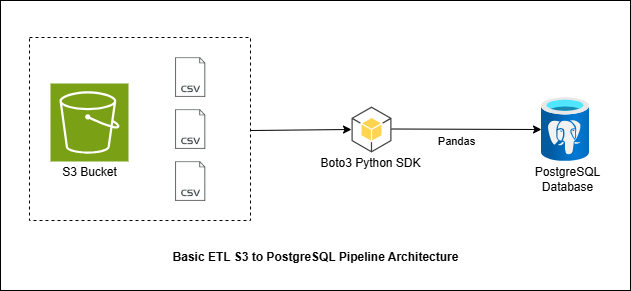 CSV
CSV
CSV
S3 Bucket
Boto3 Python SDK
Pandas
PostgreSQL
Database
Basic ETL S3 to PostgreSQL Pipeline Architecture